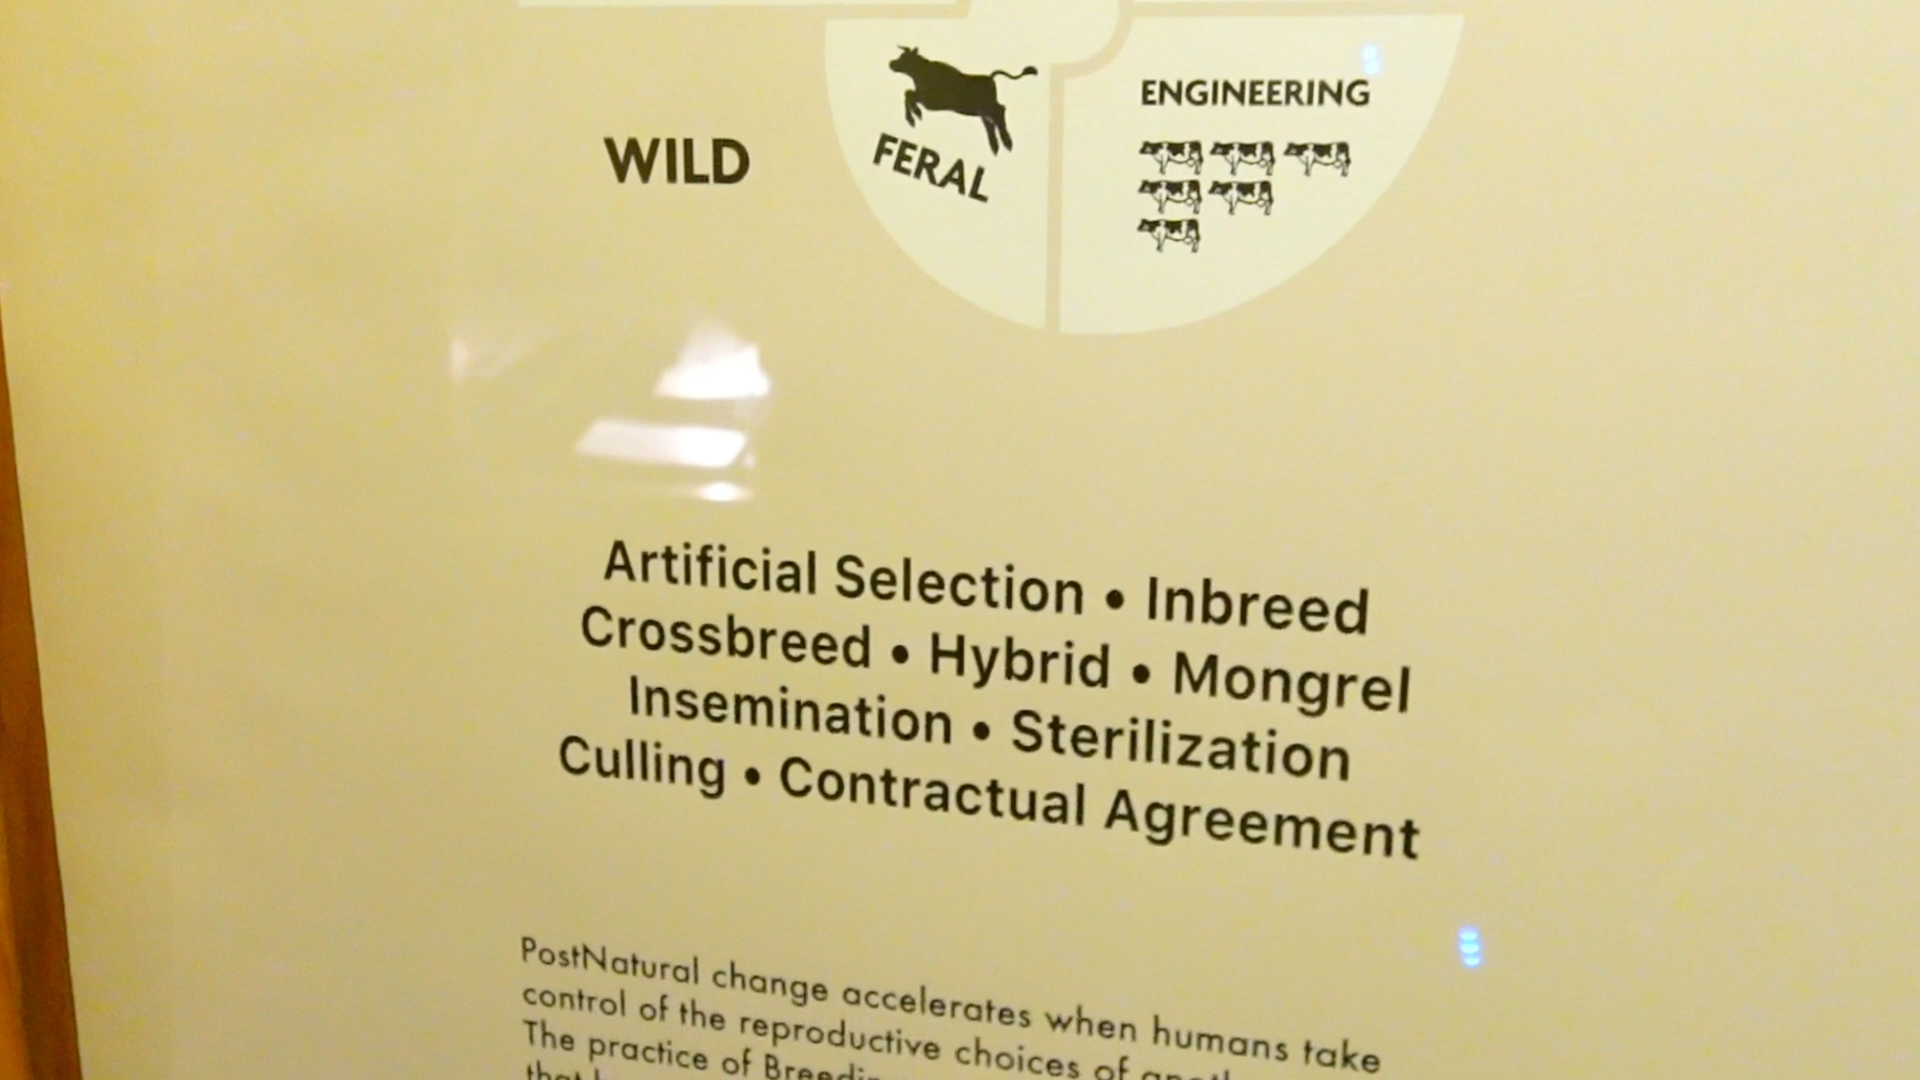 WILD
FERAL
ENGINEERING
Artificial Selection • Inbreed
Crossbreed • Hybrid • Mongrel
Insemination • Sterilization
Culling • Contractual Agreement
PostNatural change accelerates when humans take
control of the reproductive choices of
The practice of